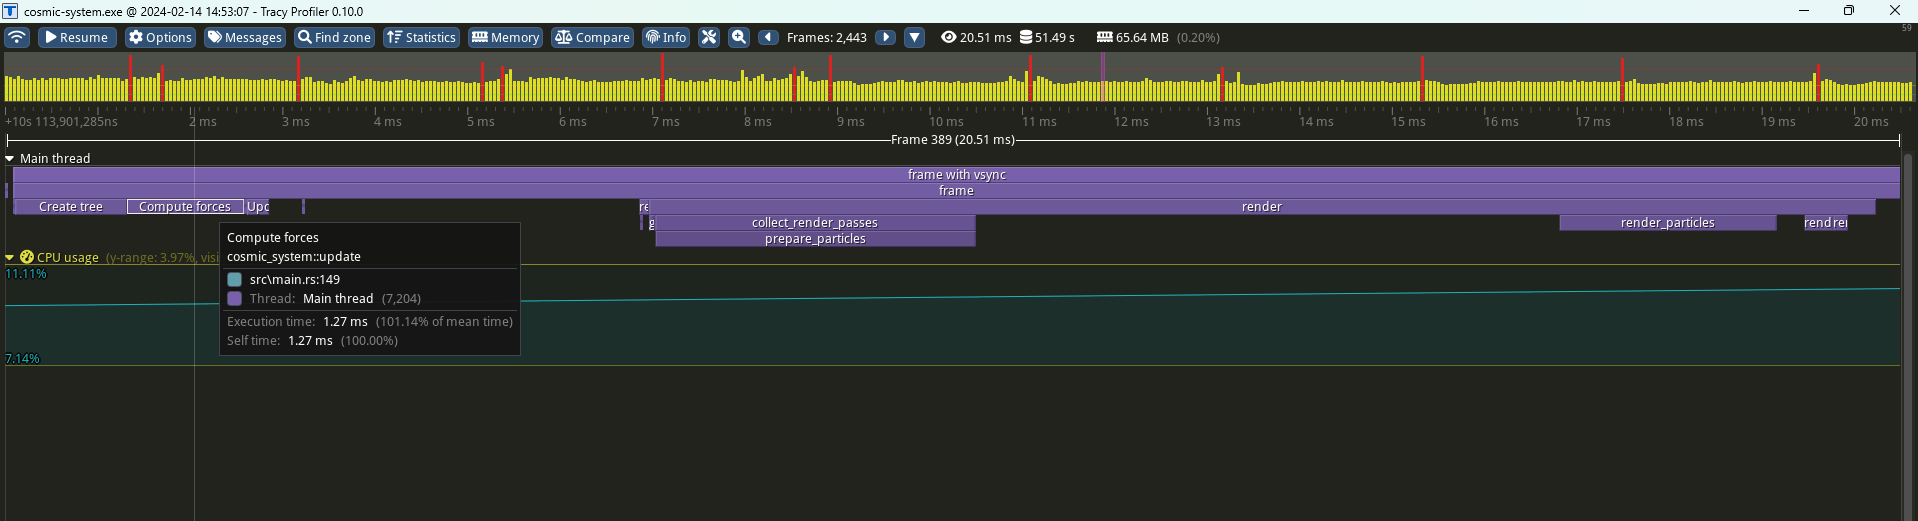 cosmic-system.exe @ 2024-02-14 14:53:07 - Tracy Profiler 0.10.0
Resume Options Messages Find zone Statistics Memory Compare Info Frames: 2,443 20.51 ms 51.49 s 65.64 MB (0.20%) 59
+10s 113,901,285ns 2 ms 3 ms 4 ms 5 ms 6 ms 7 ms 8 ms 9 ms 10 ms 11 ms 12 ms 13 ms 14 ms 15 ms 16 ms 17 ms 18 ms 19 ms 20 ms
Frame 389 (20.51 ms)
Main thread
frame with vsync
frame
Create tree Compute forces Upd re render
g collect_render_passes render_particles rend rer
prepare_particles
Compute forces
cosmic_system::update
src\main.rs:149
Thread: Main thread (7,204)
Execution time: 1.27 ms (101.14% of mean time)
Self time: 1.27 ms (100.00%)
CPU usage (y-range: 3.97%, visi
11.11%
7.14%